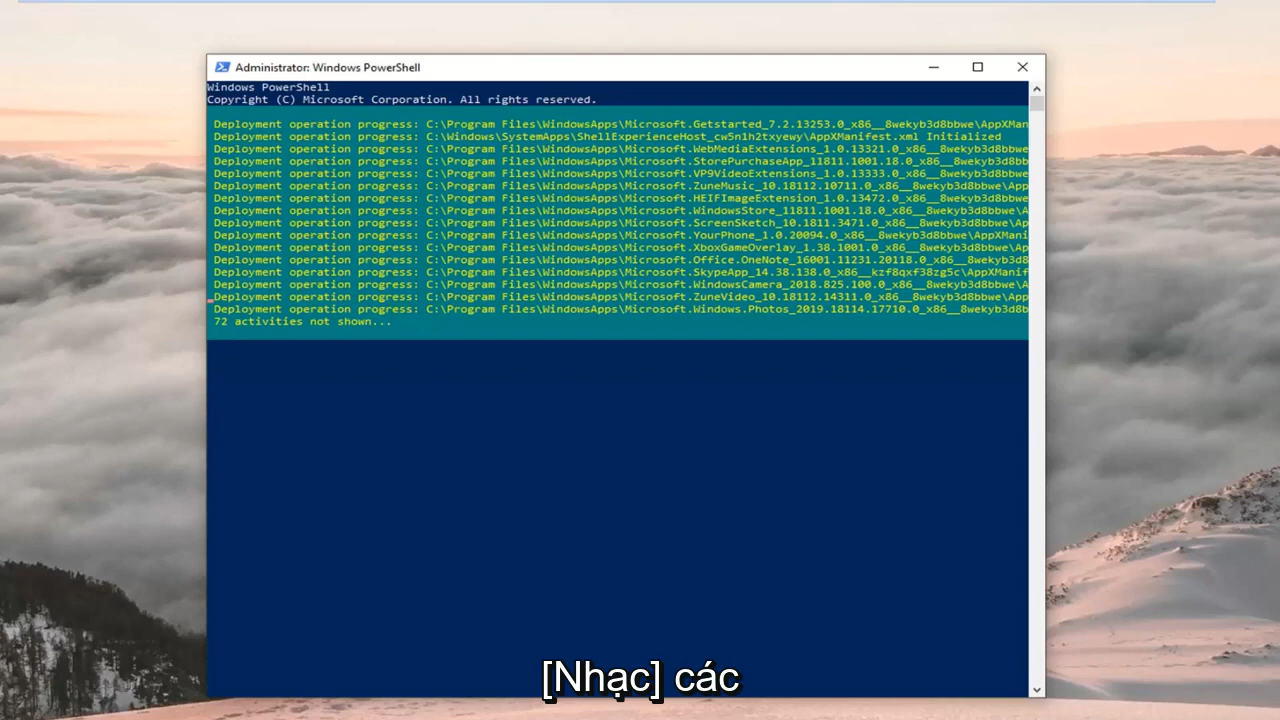 Administrator: Windows PowerShell
Windows PowerShell
Copyright (C) Microsoft Corporation. All rights reserved.
Deployment operation progress: C:\Program Files\WindowsApps\Microsoft.Getstarted_7.2.13253.0_x86__8wekyb3d8bbwe\AppXMan
Deployment operation progress: C:\Windows\SystemApps\ShellExperienceHost_cw5n1h2txyewy\AppXManifest.xml Initialized
Deployment operation progress: C:\Program Files\WindowsApps\Microsoft.WebMediaExtensions_1.0.13321.0_x86__8wekyb3d8bbwe
Deployment operation progress: C:\Program Files\WindowsApps\Microsoft.StorePurchaseApp_11811.1001.18.0_x86__8wekyb3d8bb
Deployment operation progress: C:\Program Files\WindowsApps\Microsoft.VP9VideoExtensions_1.0.13333.0_x86__8wekyb3d8bbwe
Deployment operation progress: C:\Program Files\WindowsApps\Microsoft.ZuneMusic_10.18112.10711.0_x86__8wekyb3d8bbwe\App
Deployment operation progress: C:\Program Files\WindowsApps\Microsoft.HEIFImageExtension_1.0.13472.0_x86__8wekyb3d8bbwe
Deployment operation progress: C:\Program Files\WindowsApps\Microsoft.WindowsStore_11811.1001.18.0_x86__8wekyb3d8bbwe\A
Deployment operation progress: C:\Program Files\WindowsApps\Microsoft.ScreenSketch_10.1811.3471.0_x86__8wekyb3d8bbwe\Ap
Deployment operation progress: C:\Program Files\WindowsApps\Microsoft.YourPhone_1.0.20094.0_x86__8wekyb3d8bbwe\AppXMani
Deployment operation progress: C:\Program Files\WindowsApps\Microsoft.XboxGameOverlay_1.38.1001.0_x86__8wekyb3d8bbwe\Ap
Deployment operation progress: C:\Program Files\WindowsApps\Microsoft.Office.OneNote_16001.11231.20118.0_x86__8wekyb3d8
Deployment operation progress: C:\Program Files\WindowsApps\Microsoft.SkypeApp_14.38.138.0_x86__kzf8qxf38zg5c\AppXManif
Deployment operation progress: C:\Program Files\WindowsApps\Microsoft.WindowsCamera_2018.825.100.0_x86__8wekyb3d8bbwe\A
Deployment operation progress: C:\Program Files\WindowsApps\Microsoft.ZuneVideo_10.18112.14311.0_x86__8wekyb3d8bbwe\App
Deployment operation progress: C:\Program Files\WindowsApps\Microsoft.Windows.Photos_2019.18114.17710.0_x86__8wekyb3d8b
72 activities not shown...
[Nhạc] các